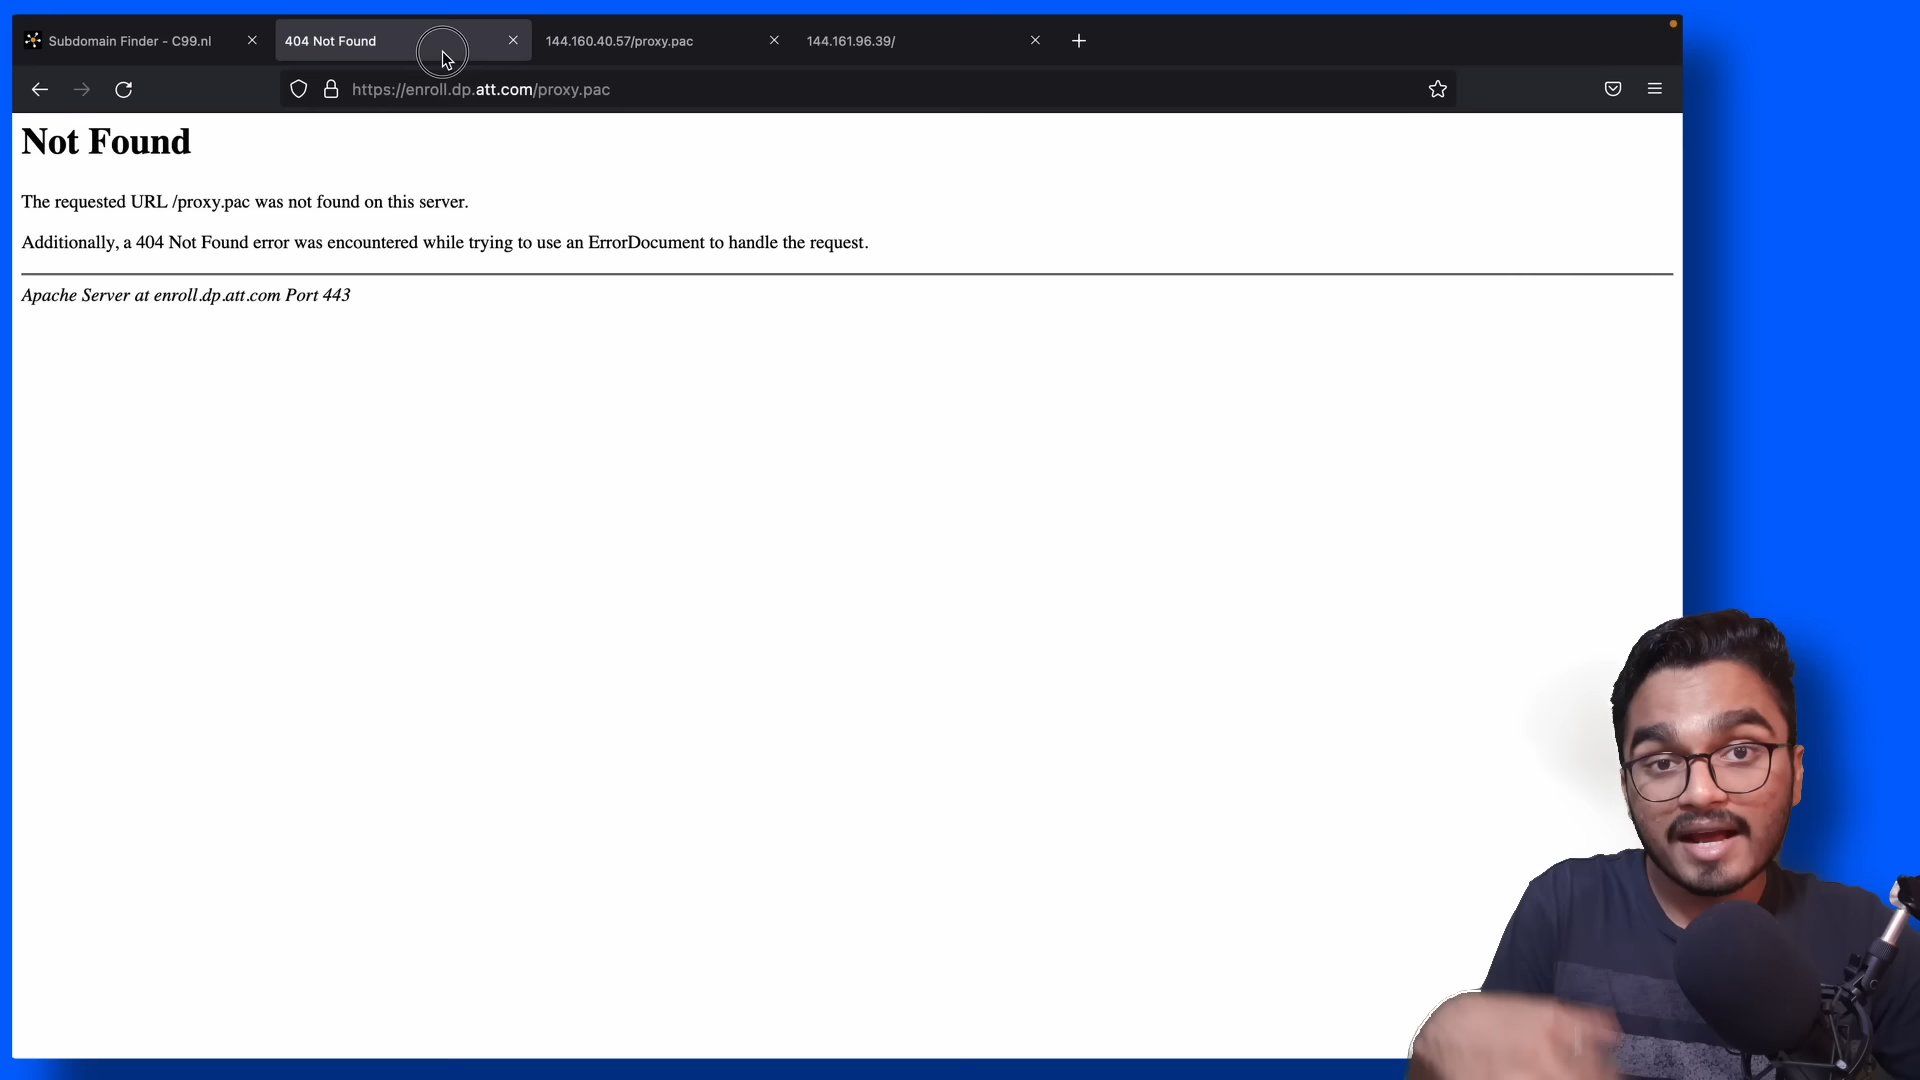 Subdomain Finder - C99.nl
404 Not Found
144.160.40.57/proxy.pac
144.161.96.39/
https://enroll.dp.att.com/proxy.pac
Not Found
The requested URL /proxy.pac was not found on this server.
Additionally, a 404 Not Found error was encountered while trying to use an ErrorDocument to handle the request.
Apache Server at enroll.dp.att.com Port 443